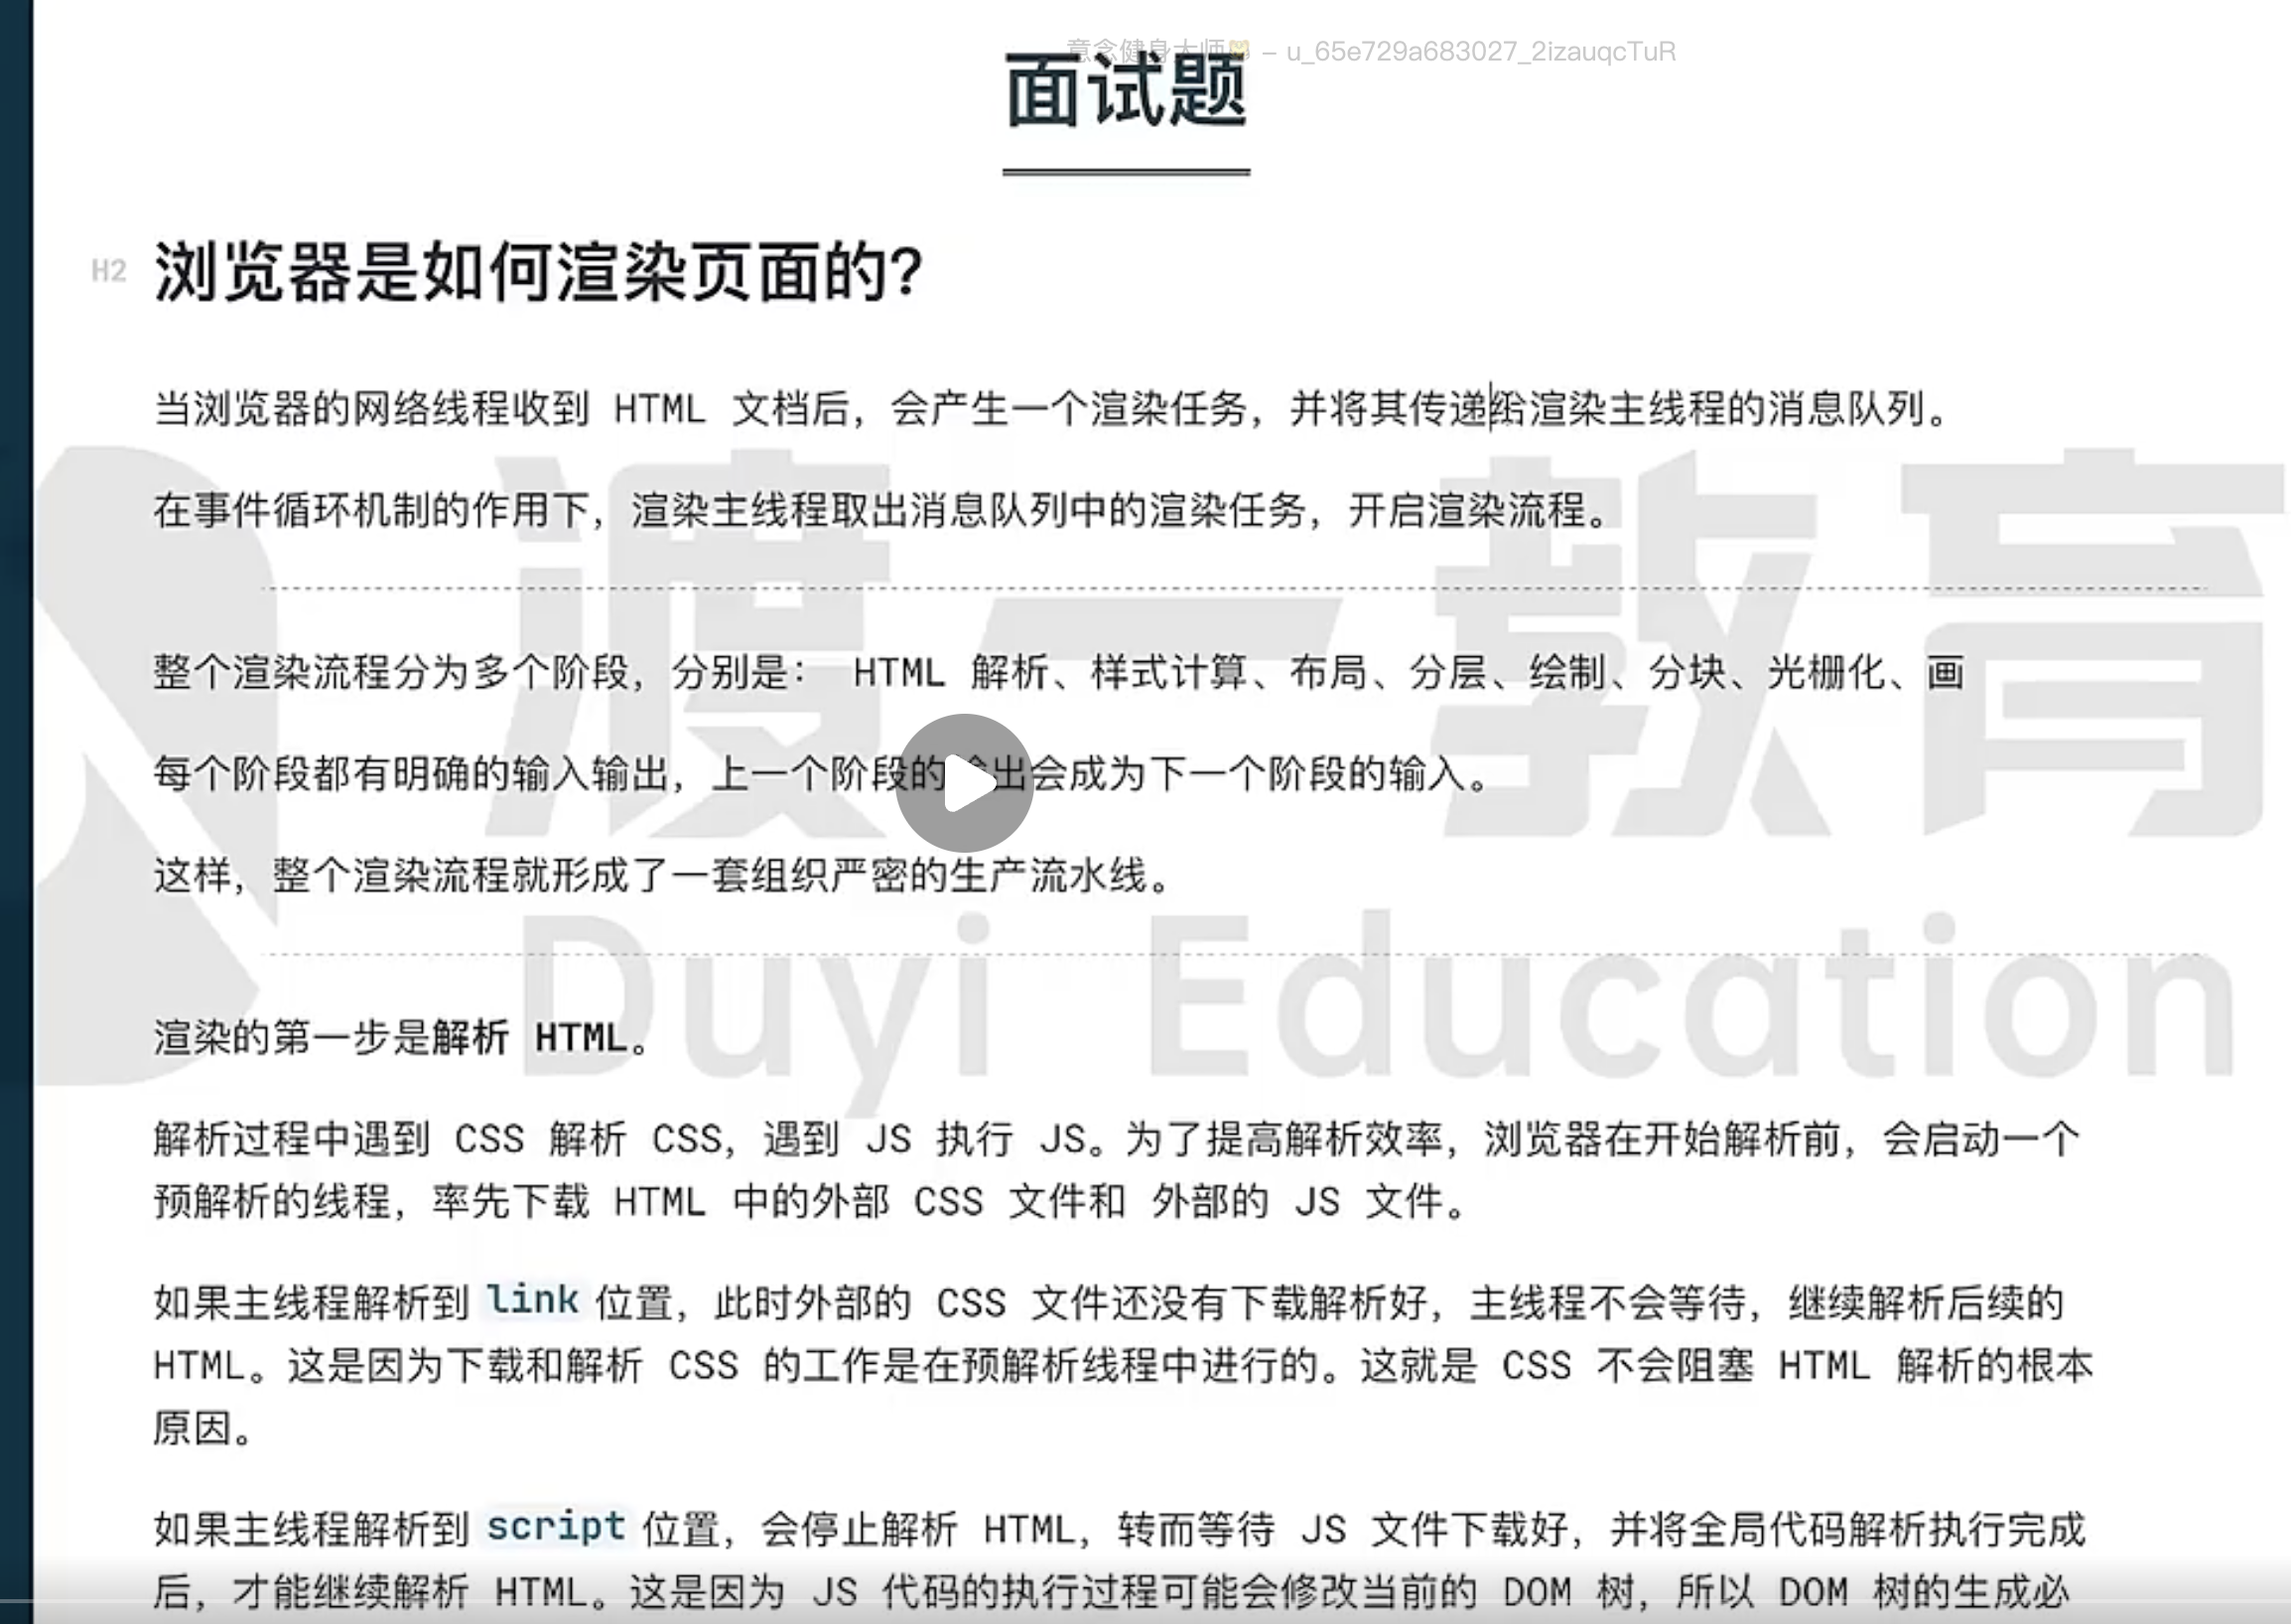 意念健身大师 – u_65e729a683027_2izauqcTuR
面试题
H2 浏览器是如何渲染页面的?
当浏览器的网络线程收到 HTML 文档后，会产生一个渲染任务，并将其传递给渲染主线程的消息队列。
在事件循环机制的作用下，渲染主线程取出消息队列中的渲染任务，开启渲染流程。
渡一教育
整个渲染流程分为多个阶段，分别是： HTML 解析、样式计算、布局、分层、绘制、分块、光栅化、画
每个阶段都有明确的输入输出，上一个阶段的输出会成为下一个阶段的输入。
这样，整个渲染流程就形成了一套组织严密的生产流水线。
Duyi Education
渲染的第一步是解析 HTML。
解析过程中遇到 CSS 解析 CSS，遇到 JS 执行 JS。为了提高解析效率，浏览器在开始解析前，会启动一个
预解析的线程，率先下载 HTML 中的外部 CSS 文件和 外部的 JS 文件。
如果主线程解析到 link 位置，此时外部的 CSS 文件还没有下载解析好，主线程不会等待，继续解析后续的
HTML。这是因为下载和解析 CSS 的工作是在预解析线程中进行的。这就是 CSS 不会阻塞 HTML 解析的根本
原因。
如果主线程解析到 script 位置，会停止解析 HTML，转而等待 JS 文件下载好，并将全局代码解析执行完成
后，才能继续解析 HTML。这是因为 JS 代码的执行过程可能会修改当前的 DOM 树，所以 DOM 树的生成必